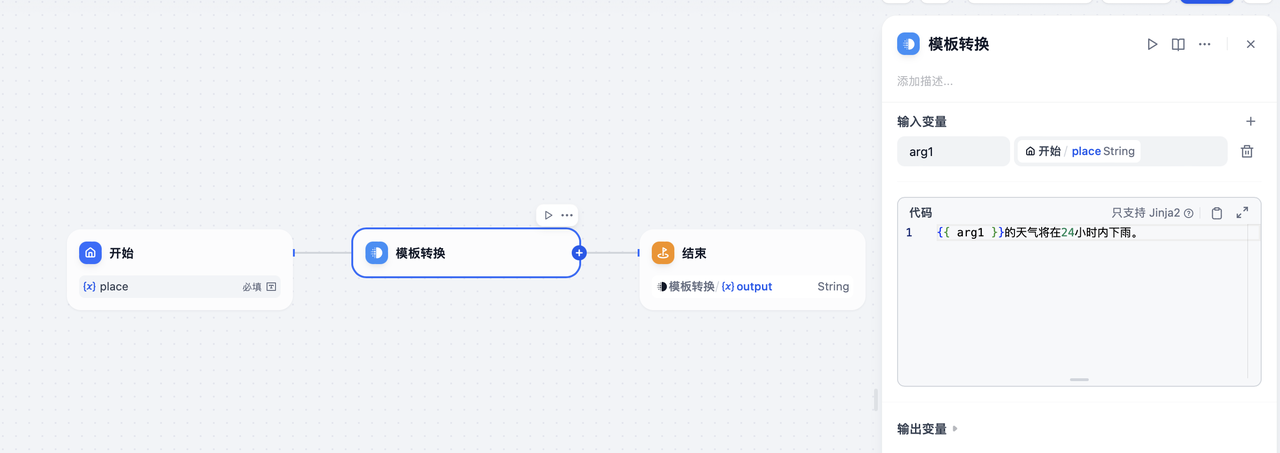 模板转换
添加描述...
输入变量
arg1
开始 / place String
代码
只支持 Jinja2
1 {{ arg1 }}的天气将在24小时内下雨。
输出变量
开始
{x} place
必填
模板转换
结束
模板转换/{x} output
String